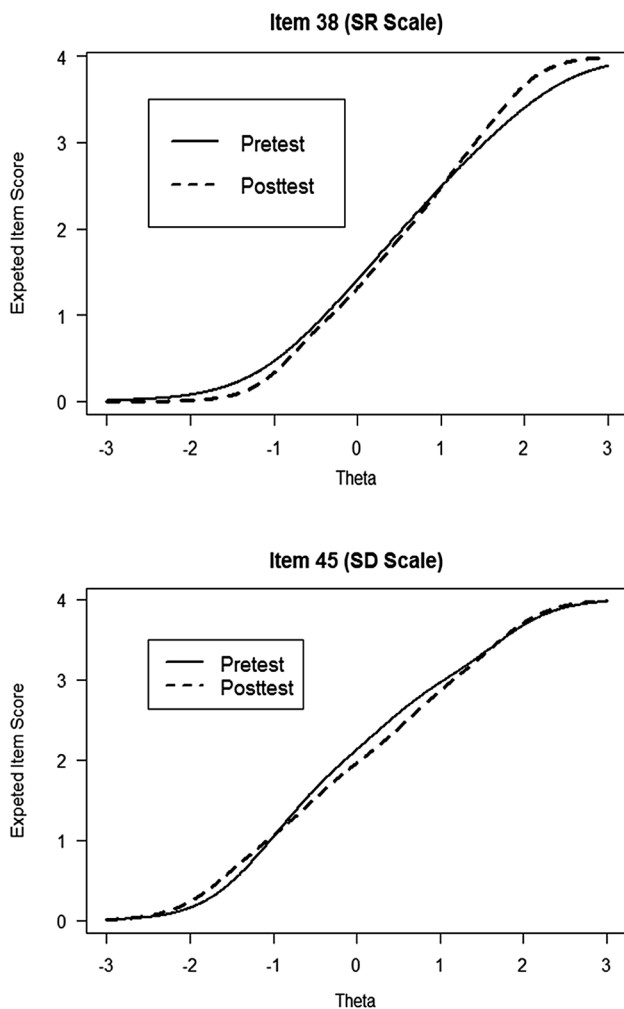 Item 38 (SR Scale)
Expeted Item Score
4
3
2
1
0
Pretest
Posttest
-3 -2 -1 0 1 2 3
Theta
Item 45 (SD Scale)
Expeted Item Score
4
3
2
1
0
Pretest
Posttest
-3 -2 -1 0 1 2 3
Theta